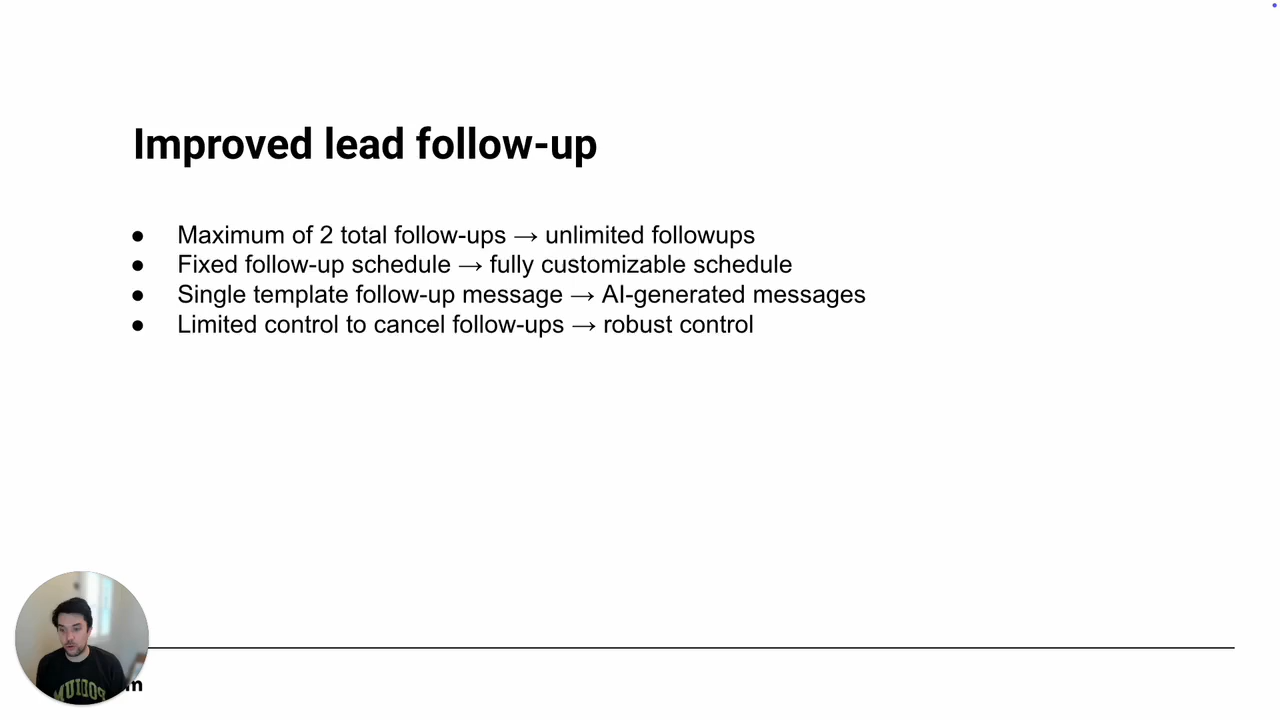 Improved lead follow-up
● Maximum of 2 total follow-ups → unlimited followups
● Fixed follow-up schedule → fully customizable schedule
● Single template follow-up message → AI-generated messages
● Limited control to cancel follow-ups → robust control
PODIUM
m